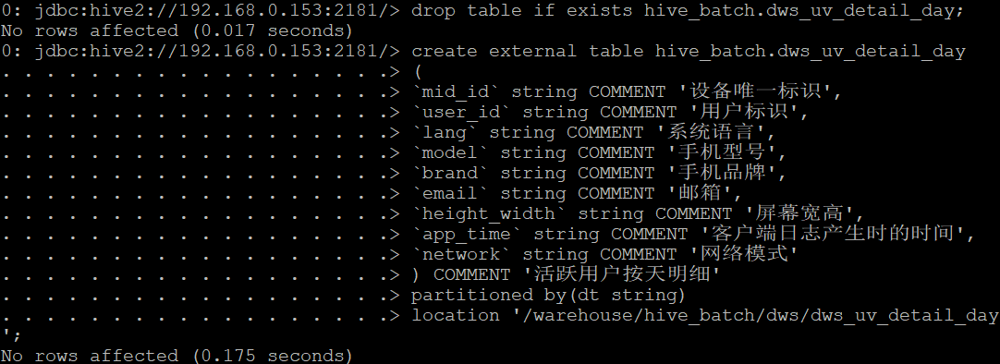 0: jdbc:hive2://192.168.0.153:2181/> drop table if exists hive_batch.dws_uv_detail_day;
No rows affected (0.017 seconds)
0: jdbc:hive2://192.168.0.153:2181/> create external table hive_batch.dws_uv_detail_day
. . . . . . . . . . . . . . . . . .> (
. . . . . . . . . . . . . . . . . .> `mid_id` string COMMENT '设备唯一标识',
. . . . . . . . . . . . . . . . . .> `user_id` string COMMENT '用户标识',
. . . . . . . . . . . . . . . . . .> `lang` string COMMENT '系统语言',
. . . . . . . . . . . . . . . . . .> `model` string COMMENT '手机型号',
. . . . . . . . . . . . . . . . . .> `brand` string COMMENT '手机品牌',
. . . . . . . . . . . . . . . . . .> `email` string COMMENT '邮箱',
. . . . . . . . . . . . . . . . . .> `height_width` string COMMENT '屏幕宽高',
. . . . . . . . . . . . . . . . . .> `app_time` string COMMENT '客户端日志产生时的时间',
. . . . . . . . . . . . . . . . . .> `network` string COMMENT '网络模式'
. . . . . . . . . . . . . . . . . .> ) COMMENT '活跃用户按天明细'
. . . . . . . . . . . . . . . . . .> partitioned by(dt string)
. . . . . . . . . . . . . . . . . .> location '/warehouse/hive_batch/dws/dws_uv_detail_day
';
No rows affected (0.175 seconds)